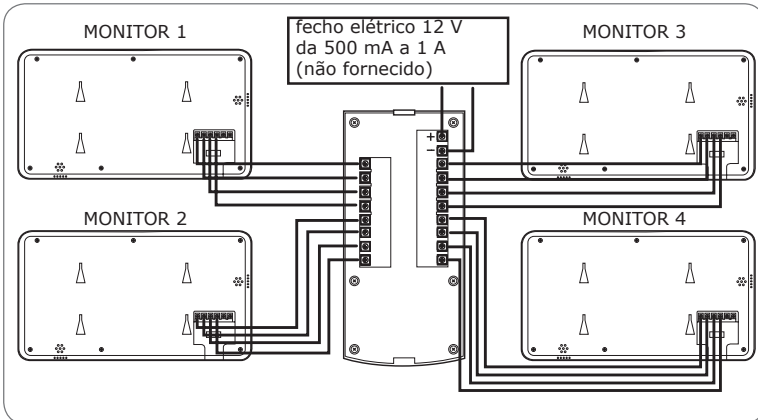 MONITOR 1
fecho elétrico 12 V
da 500 mA a 1 A
(não fornecido)
MONITOR 3
+
−
MONITOR 2
MONITOR 4